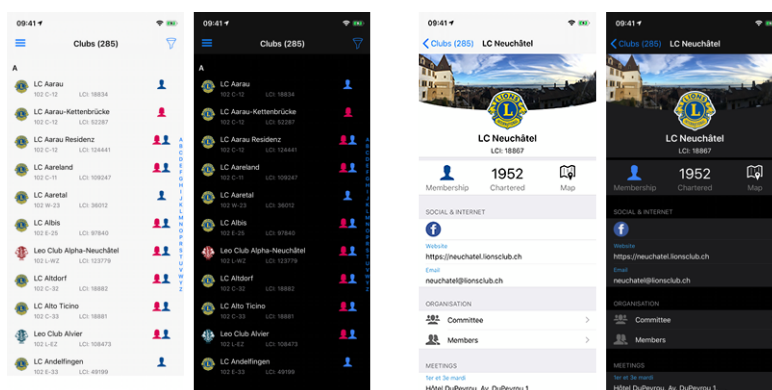 09:41
Clubs (285)
A
LC Aarau
102 C-12 LCI: 18834
LC Aarau-Kettenbrücke
102 C-12 LCI: 52287
LC Aarau Residenz
102 C-12 LCI: 124441
LC Aareland
102 C-11 LCI: 109247
LC Aaretal
102 W-23 LCI: 36012
LC Albis
102 E-25 LCI: 97840
Leo Club Alpha-Neuchâtel
102 L-WZ LCI: 123779
LC Altdorf
102 C-32 LCI: 18882
LC Alto Ticino
102 C-33 LCI: 18881
Leo Club Alvier
102 L-EZ LCI: 108473
LC Andelfingen
102 E-33 LCI: 49199
A
B
C
D
E
F
G
H
I
J
K
L
M
N
O
P
R
S
T
U
V
W
Y
Z
09:41
Clubs (285)
A
LC Aarau
102 C-12 LCI: 18834
LC Aarau-Kettenbrücke
102 C-12 LCI: 52287
LC Aarau Residenz
102 C-12 LCI: 124441
LC Aareland
102 C-11 LCI: 109247
LC Aaretal
102 W-23 LCI: 36012
LC Albis
102 E-25 LCI: 97840
Leo Club Alpha-Neuchâtel
102 L-WZ LCI: 123779
LC Altdorf
102 C-32 LCI: 18882
LC Alto Ticino
102 C-33 LCI: 18881
Leo Club Alvier
102 L-EZ LCI: 108473
LC Andelfingen
102 E-33 LCI: 49199
A
B
C
D
E
F
G
H
I
J
K
L
M
N
O
P
R
S
T
U
V
W
Y
Z
09:41
Clubs (285) LC Neuchâtel
LIONS
L
LC Neuchâtel
LCI: 18867
1952
Membership Chartered Map
SOCIAL & INTERNET
f
Website
https://neuchatel.lionsclub.ch
Email
neuchatel@lionsclub.ch
ORGANISATION
Committee
Members
MEETINGS
1er et 3e mardi
Hôtel DuPeyrou, Av. DuPeyrou 1
09:41
Clubs (285) LC Neuchâtel
LIONS
L
LC Neuchâtel
LCI: 18867
1952
Membership Chartered Map
SOCIAL & INTERNET
f
Website
https://neuchatel.lionsclub.ch
Email
neuchatel@lionsclub.ch
ORGANISATION
Committee
Members
MEETINGS
1er et 3e mardi
Hôtel DuPeyrou, Av. DuPeyrou 1